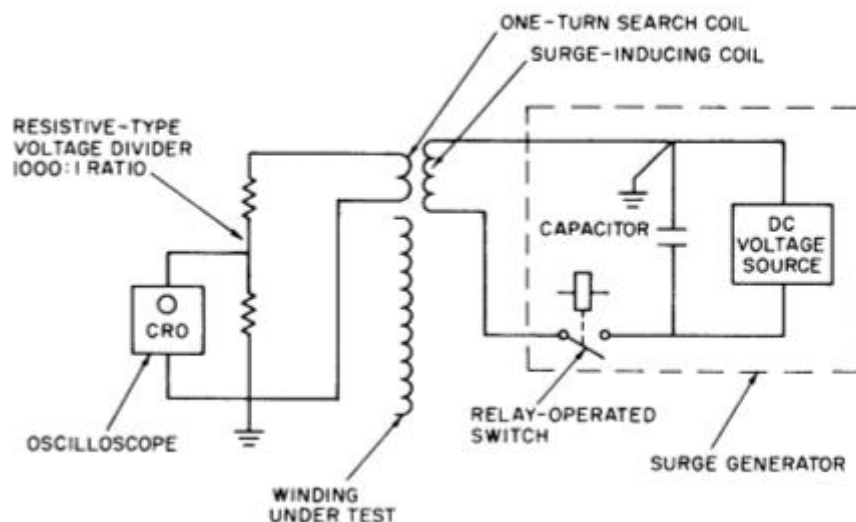 ONE-TURN SEARCH COIL
SURGE-INDUCING COIL
RESISTIVE-TYPE
VOLTAGE DIVIDER
1000:1 RATIO
CAPACITOR
DC
VOLTAGE
SOURCE
CRO
OSCILLOSCOPE
RELAY-OPERATED
SWITCH
SURGE GENERATOR
WINDING
UNDER TEST